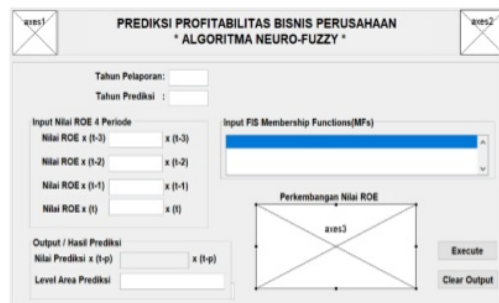 axes1
PREDIKSI PROFITABILITAS BISNIS PERUSAHAAN
* ALGORITMA NEURO-FUZZY *
axes2
Tahun Pelaporan:
Tahun Prediksi :
Input Nilai ROE 4 Periode
Nilai ROE x (t-3) x (t-3)
Nilai ROE x (t-2) x (t-2)
Nilai ROE x (t-1) x (t-1)
Nilai ROE x (t) x (t)
Input FIS Membership Functions(MFs)
Perkembangan Nilai ROE
axes3
Output / Hasil Prediksi
Nilai Prediksi x (t-p) x (t-p)
Level Area Prediksi
Execute
Clear Output